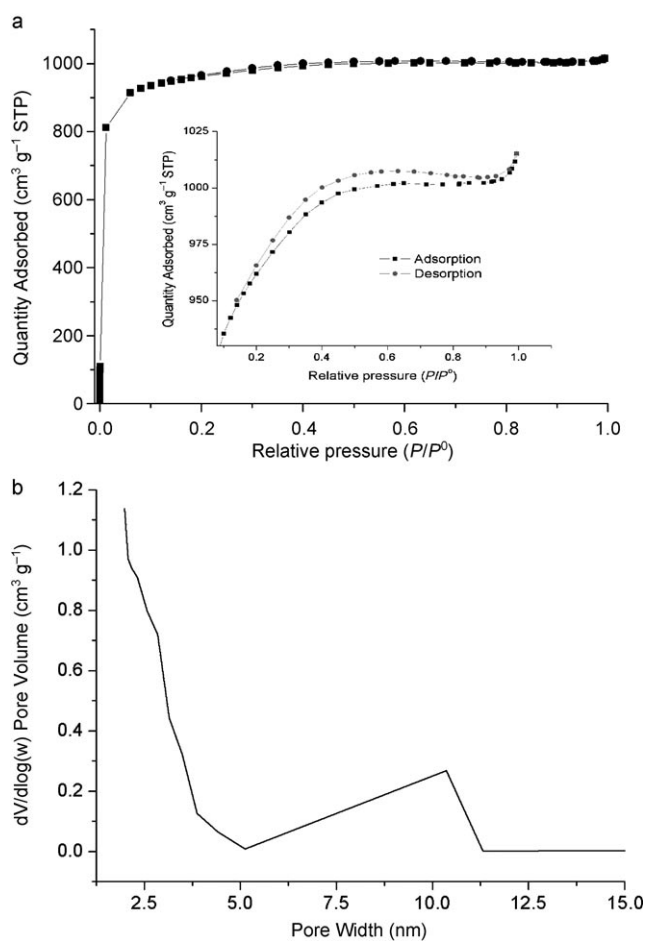 a
1000
800
600
400
200
0
Quantity Adsorbed (cm³ g⁻¹ STP)
0.0 0.2 0.4 0.6 0.8 1.0
Relative pressure (P/P⁰)
1025
1000
975
950
Quantity Adsorbed (cm³ g⁻¹ STP)
Adsorption
Desorption
0.2 0.4 0.6 0.8 1.0
Relative pressure (P/P⁰)
b
1.2
1.0
0.8
0.6
0.4
0.2
0.0
dV/dlog(w) Pore Volume (cm³ g⁻¹)
2.5 5.0 7.5 10.0 12.5 15.0
Pore Width (nm)